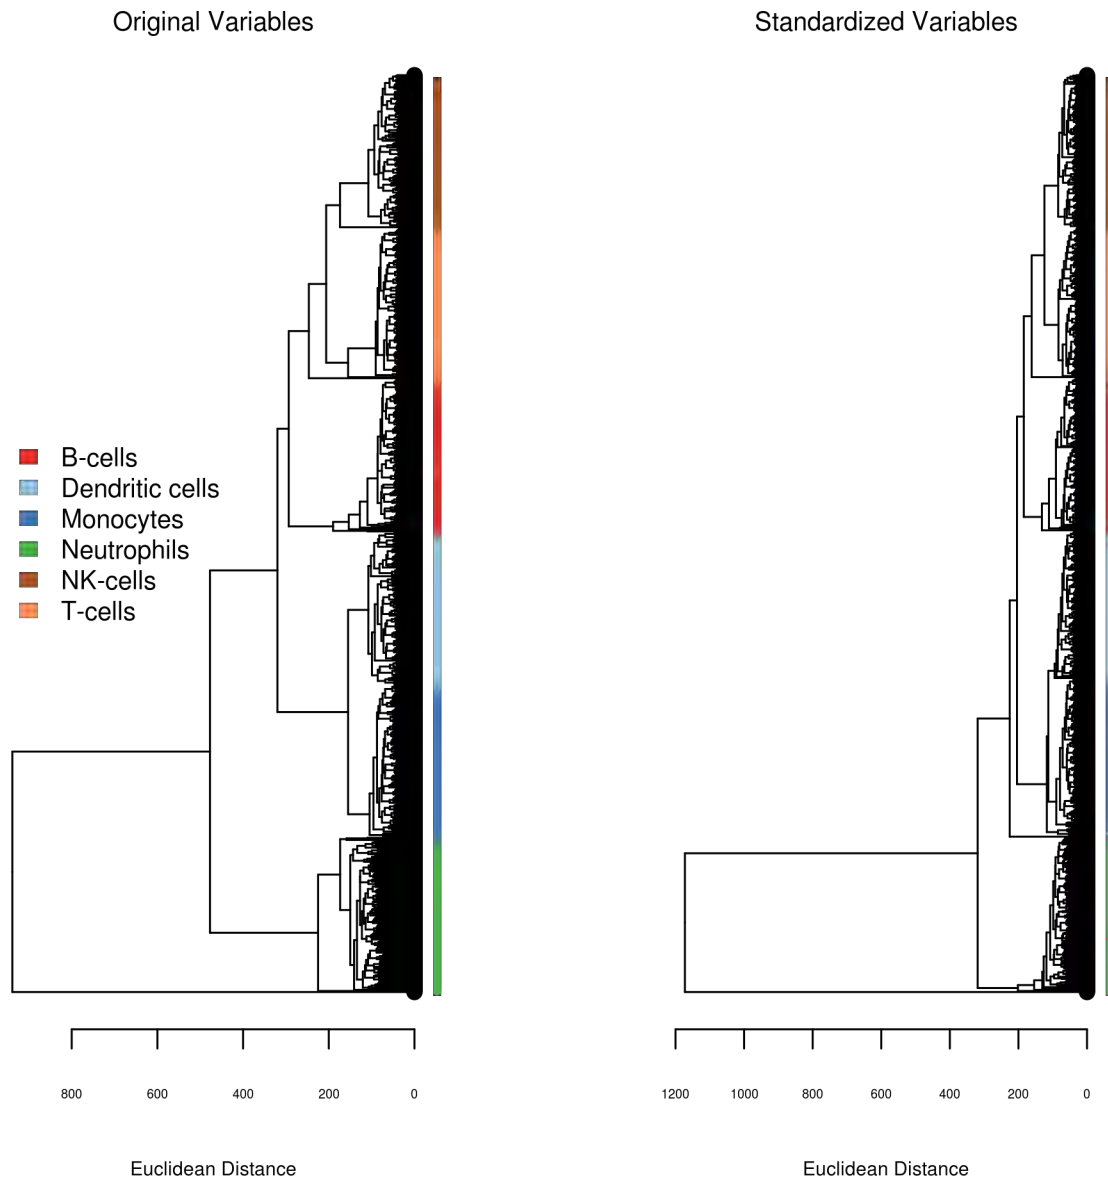 Original Variables
Standardized Variables
B-cells
Dendritic cells
Monocytes
Neutrophils
NK-cells
T-cells
800 600 400 200 0
1200 1000 800 600 400 200 0
Euclidean Distance
Euclidean Distance